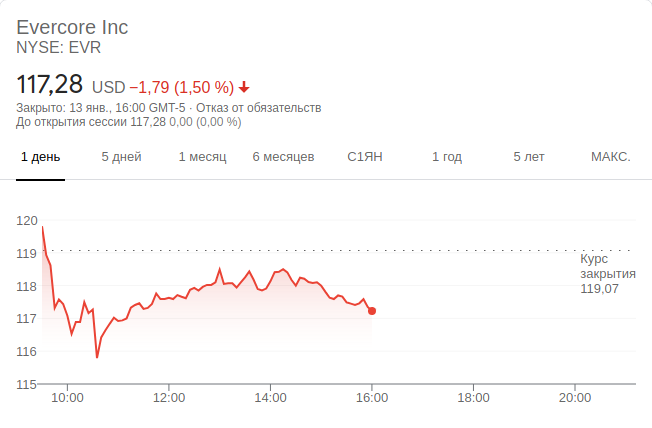 Evercore Inc
NYSE: EVR
117,28 USD −1,79 (1,50 %)
Закрыто: 13 янв., 16:00 GMT-5 · Отказ от обязательств
До открытия сессии 117,28 0,00 (0,00 %)
1 день 5 дней 1 месяц 6 месяцев С1ЯН 1 год 5 лет МАКС.
120
119
118
117
116
115
Курс
закрытия
119,07
10:00 12:00 14:00 16:00 18:00 20:00